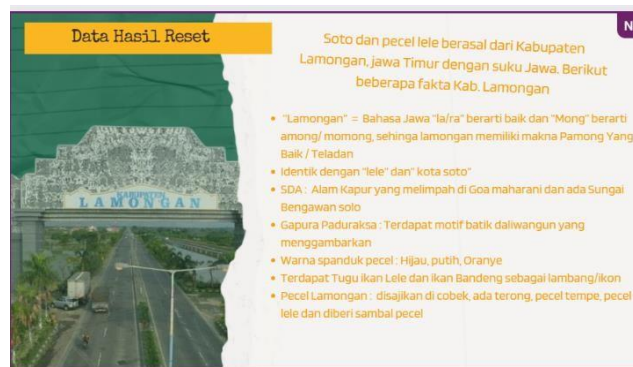 Data Hasil Reset
N
Soto dan pecel lele berasal dari Kabupaten
Lamongan, jawa Timur dengan suku Jawa. Berikut
beberapa fakta Kab. Lamongan
• "Lamongan" = Bahasa Jawa "la/ra" berarti baik dan "Mong" berarti
among/ momong, sehinga lamongan memiliki makna Pamong Yang
Baik / Teladan
• Identik dengan "lele" dan" kota soto"
• SDA : Alam Kapur yang melimpah di Goa maharani dan ada Sungai
Bengawan solo
• Gapura Paduraksa : Terdapat motif batik daliwangun yang
menggambarkan
• Warna spanduk pecel : Hijau, putih, Oranye
• Terdapat Tugu ikan Lele dan ikan Bandeng sebagai lambang/ikon
• Pecel Lamongan : disajikan di cobek, ada terong, pecel tempe, pecel
lele dan diberi sambal pecel
KABUPATEN
LAMONGAN